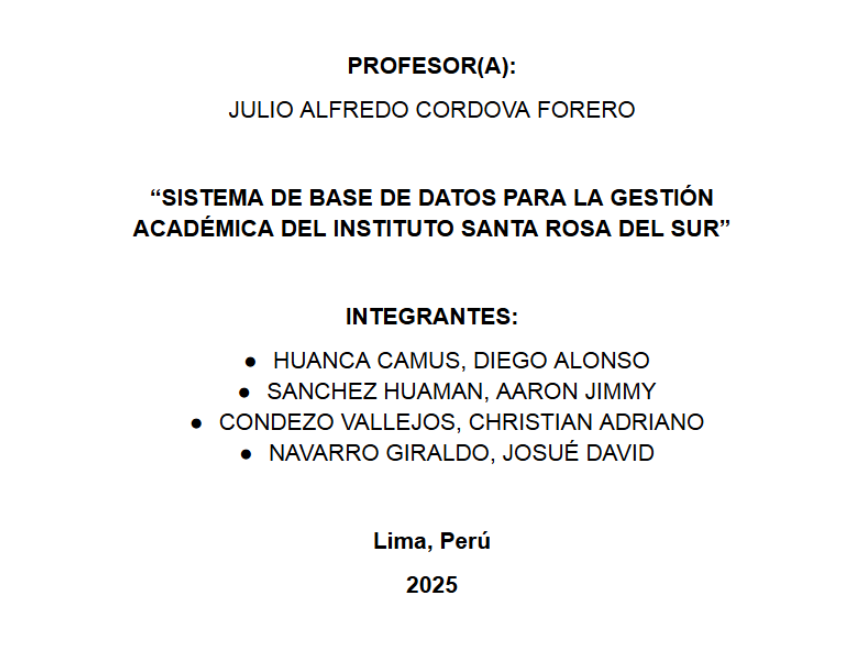 PROFESOR(A):
JULIO ALFREDO CORDOVA FORERO
“SISTEMA DE BASE DE DATOS PARA LA GESTIÓN
ACADÉMICA DEL INSTITUTO SANTA ROSA DEL SUR”
INTEGRANTES:
● HUANCA CAMUS, DIEGO ALONSO
● SANCHEZ HUAMAN, AARON JIMMY
● CONDEZO VALLEJOS, CHRISTIAN ADRIANO
● NAVARRO GIRALDO, JOSUÉ DAVID
Lima, Perú
2025